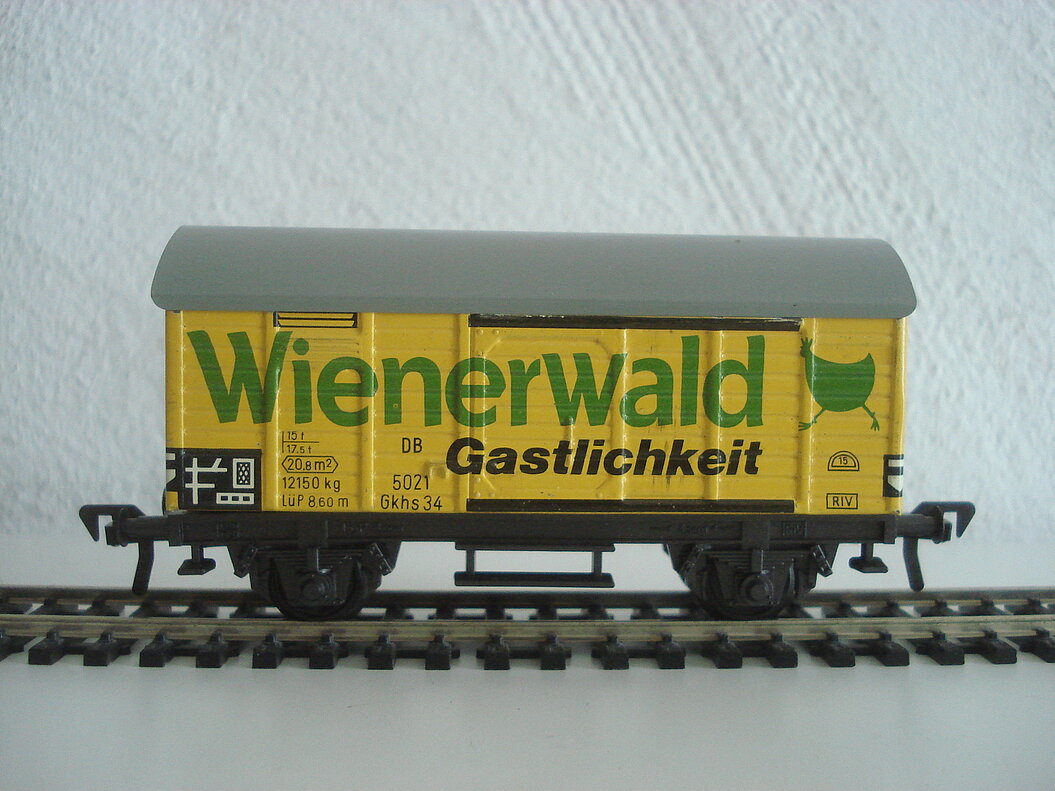 Wienerwald
Gastlichkeit
15 t
17.5 t
20.8 m²
12150 kg
LüP 8.60 m
DB
5021
Gkhs 34
15
RIV